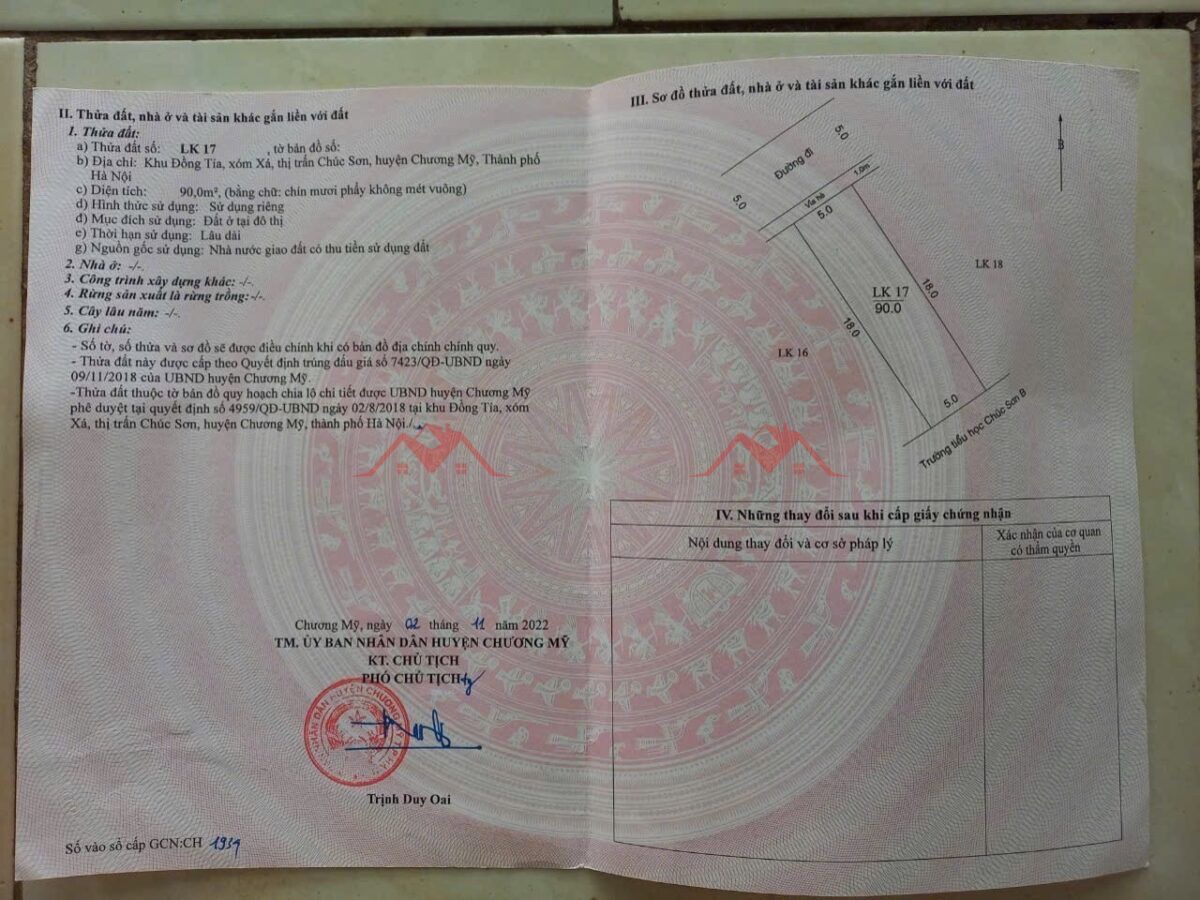 II. Thửa đất, nhà ở và tài sản khác gắn liền với đất
1. Thửa đất:
a) Thửa đất số: LK 17 , tờ bản đồ số:
b) Địa chỉ: Khu Đồng Tia, xóm Xá, thị trấn Chúc Sơn, huyện Chương Mỹ, Thành phố
Hà Nội
c) Diện tích: 90,0m², (bằng chữ: chín mươi phẩy không mét vuông)
d) Hình thức sử dụng: Sử dụng riêng
đ) Mục đích sử dụng: Đất ở tại đô thị
e) Thời hạn sử dụng: Lâu dài
g) Nguồn gốc sử dụng: Nhà nước giao đất có thu tiền sử dụng đất
2. Nhà ở: -/-.
3. Công trình xây dựng khác: -/-.
4. Rừng sản xuất là rừng trồng: -/-.
5. Cây lâu năm: -/-.
6. Ghi chú:
- Số tờ, số thửa và sơ đồ sẽ được điều chỉnh khi có bản đồ địa chính chính quy.
- Thửa đất này được cấp theo Quyết định trúng đấu giá số 7423/QĐ-UBND ngày
09/11/2018 của UBND huyện Chương Mỹ.
-Thửa đất thuộc tờ bản đồ quy hoạch chia lô chi tiết được UBND huyện Chương Mỹ
phê duyệt tại quyết định số 4959/QĐ-UBND ngày 02/8/2018 tại khu Đồng Tia, xóm
Xá, thị trấn Chúc Sơn, huyện Chương Mỹ, thành phố Hà Nội./.
Chương Mỹ, ngày 02 tháng 11 năm 2022
TM. ỦY BAN NHÂN DÂN HUYỆN CHƯƠNG MỸ
KT. CHỦ TỊCH
PHÓ CHỦ TỊCH
Trịnh Duy Oai
Số vào sổ cấp GCN:CH 1939
III. Sơ đồ thửa đất, nhà ở và tài sản khác gắn liền với đất
5.0
Đường đi
B
5.0
Vỉa hè
1.0m
5.0
LK 18
18.0
LK 17
90.0
18.0
LK 16
5.0
Trường tiểu học Chúc Sơn B
IV. Những thay đổi sau khi cấp giấy chứng nhận
Nội dung thay đổi và cơ sở pháp lý
Xác nhận của cơ quan
có thẩm quyền